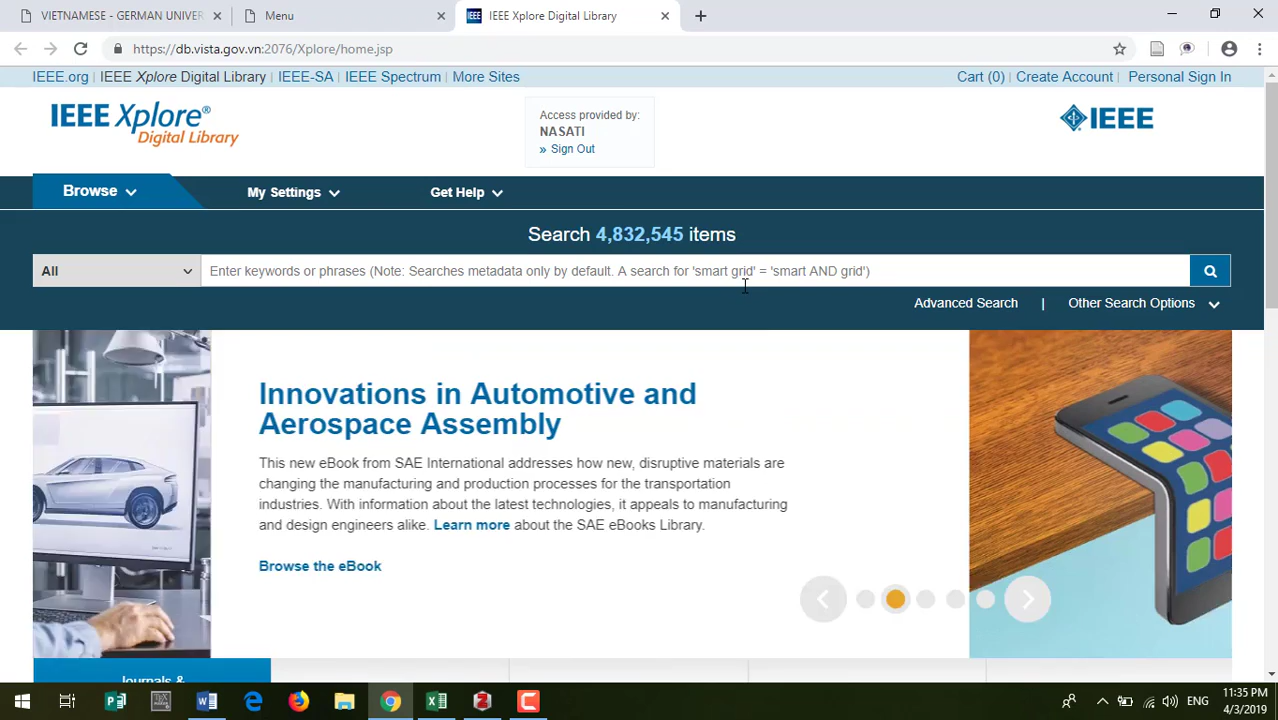 VIETNAMESE - GERMAN UNIVER
Menu
IEEE Xplore Digital Library
https://db.vista.gov.vn:2076/Xplore/home.jsp
IEEE.org | IEEE Xplore Digital Library | IEEE-SA | IEEE Spectrum | More Sites
Cart (0) | Create Account | Personal Sign In
IEEE Xplore®
Digital Library
Access provided by:
NASATI
» Sign Out
IEEE
Browse
My Settings
Get Help
Search 4,832,545 items
All
Enter keywords or phrases (Note: Searches metadata only by default. A search for 'smart grid' = 'smart AND grid')
Advanced Search | Other Search Options
Innovations in Automotive and
Aerospace Assembly
This new eBook from SAE International addresses how new, disruptive materials are
changing the manufacturing and production processes for the transportation
industries. With information about the latest technologies, it appeals to manufacturing
and design engineers alike. Learn more about the SAE eBooks Library.
Browse the eBook
Journals &
ENG
11:35 PM
4/3/2019